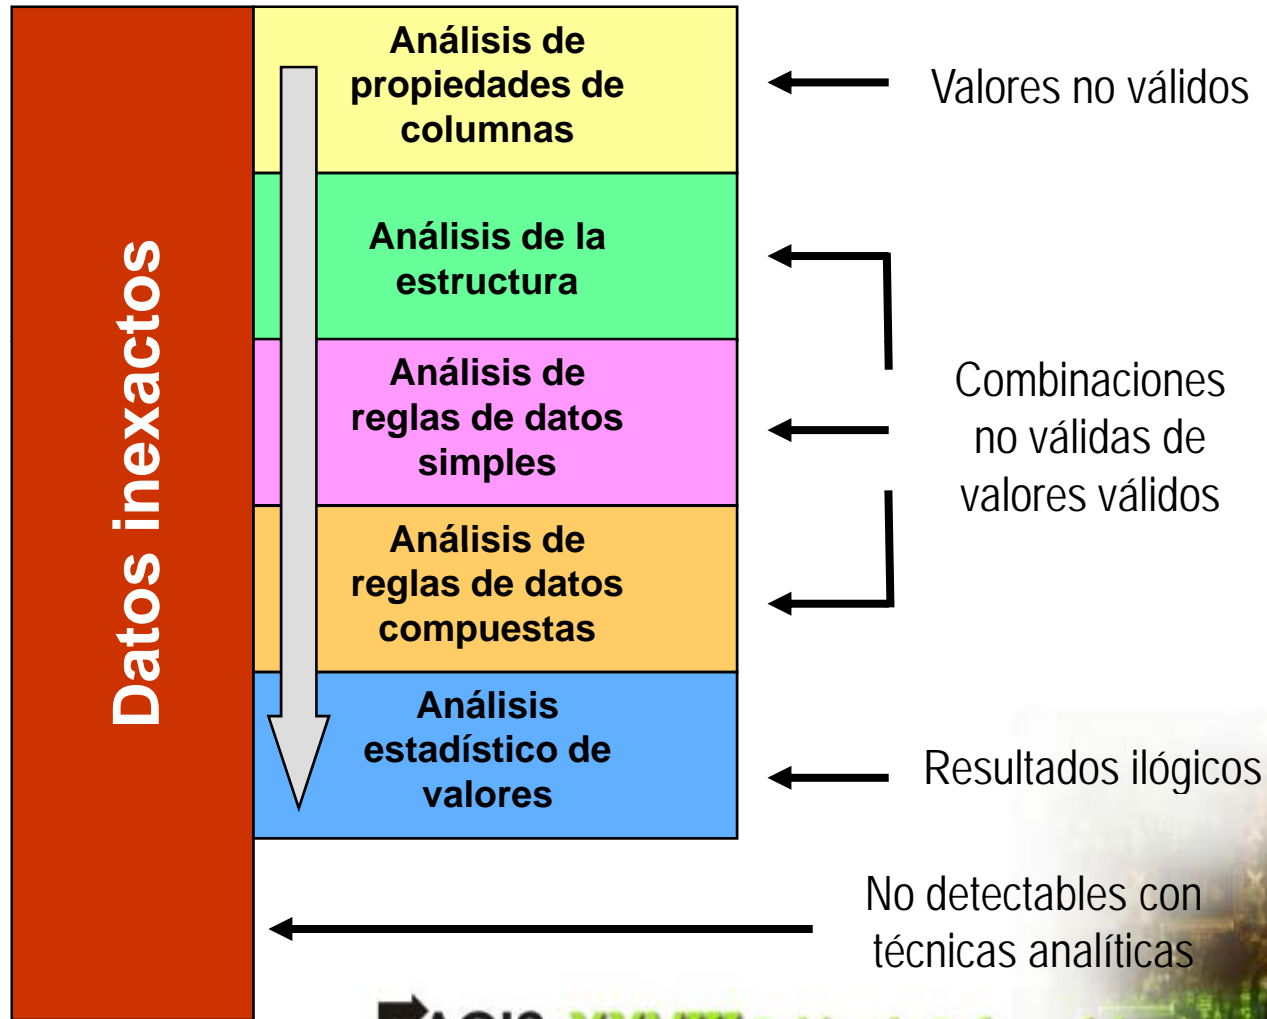 Datos inexactos
Análisis de
propiedades de
columnas
Valores no válidos
Análisis de la
estructura
Análisis de
reglas de datos
simples
Combinaciones
no válidas de
valores válidos
Análisis de
reglas de datos
compuestas
Análisis
estadístico de
valores
Resultados ilógicos
No detectables con
técnicas analíticas